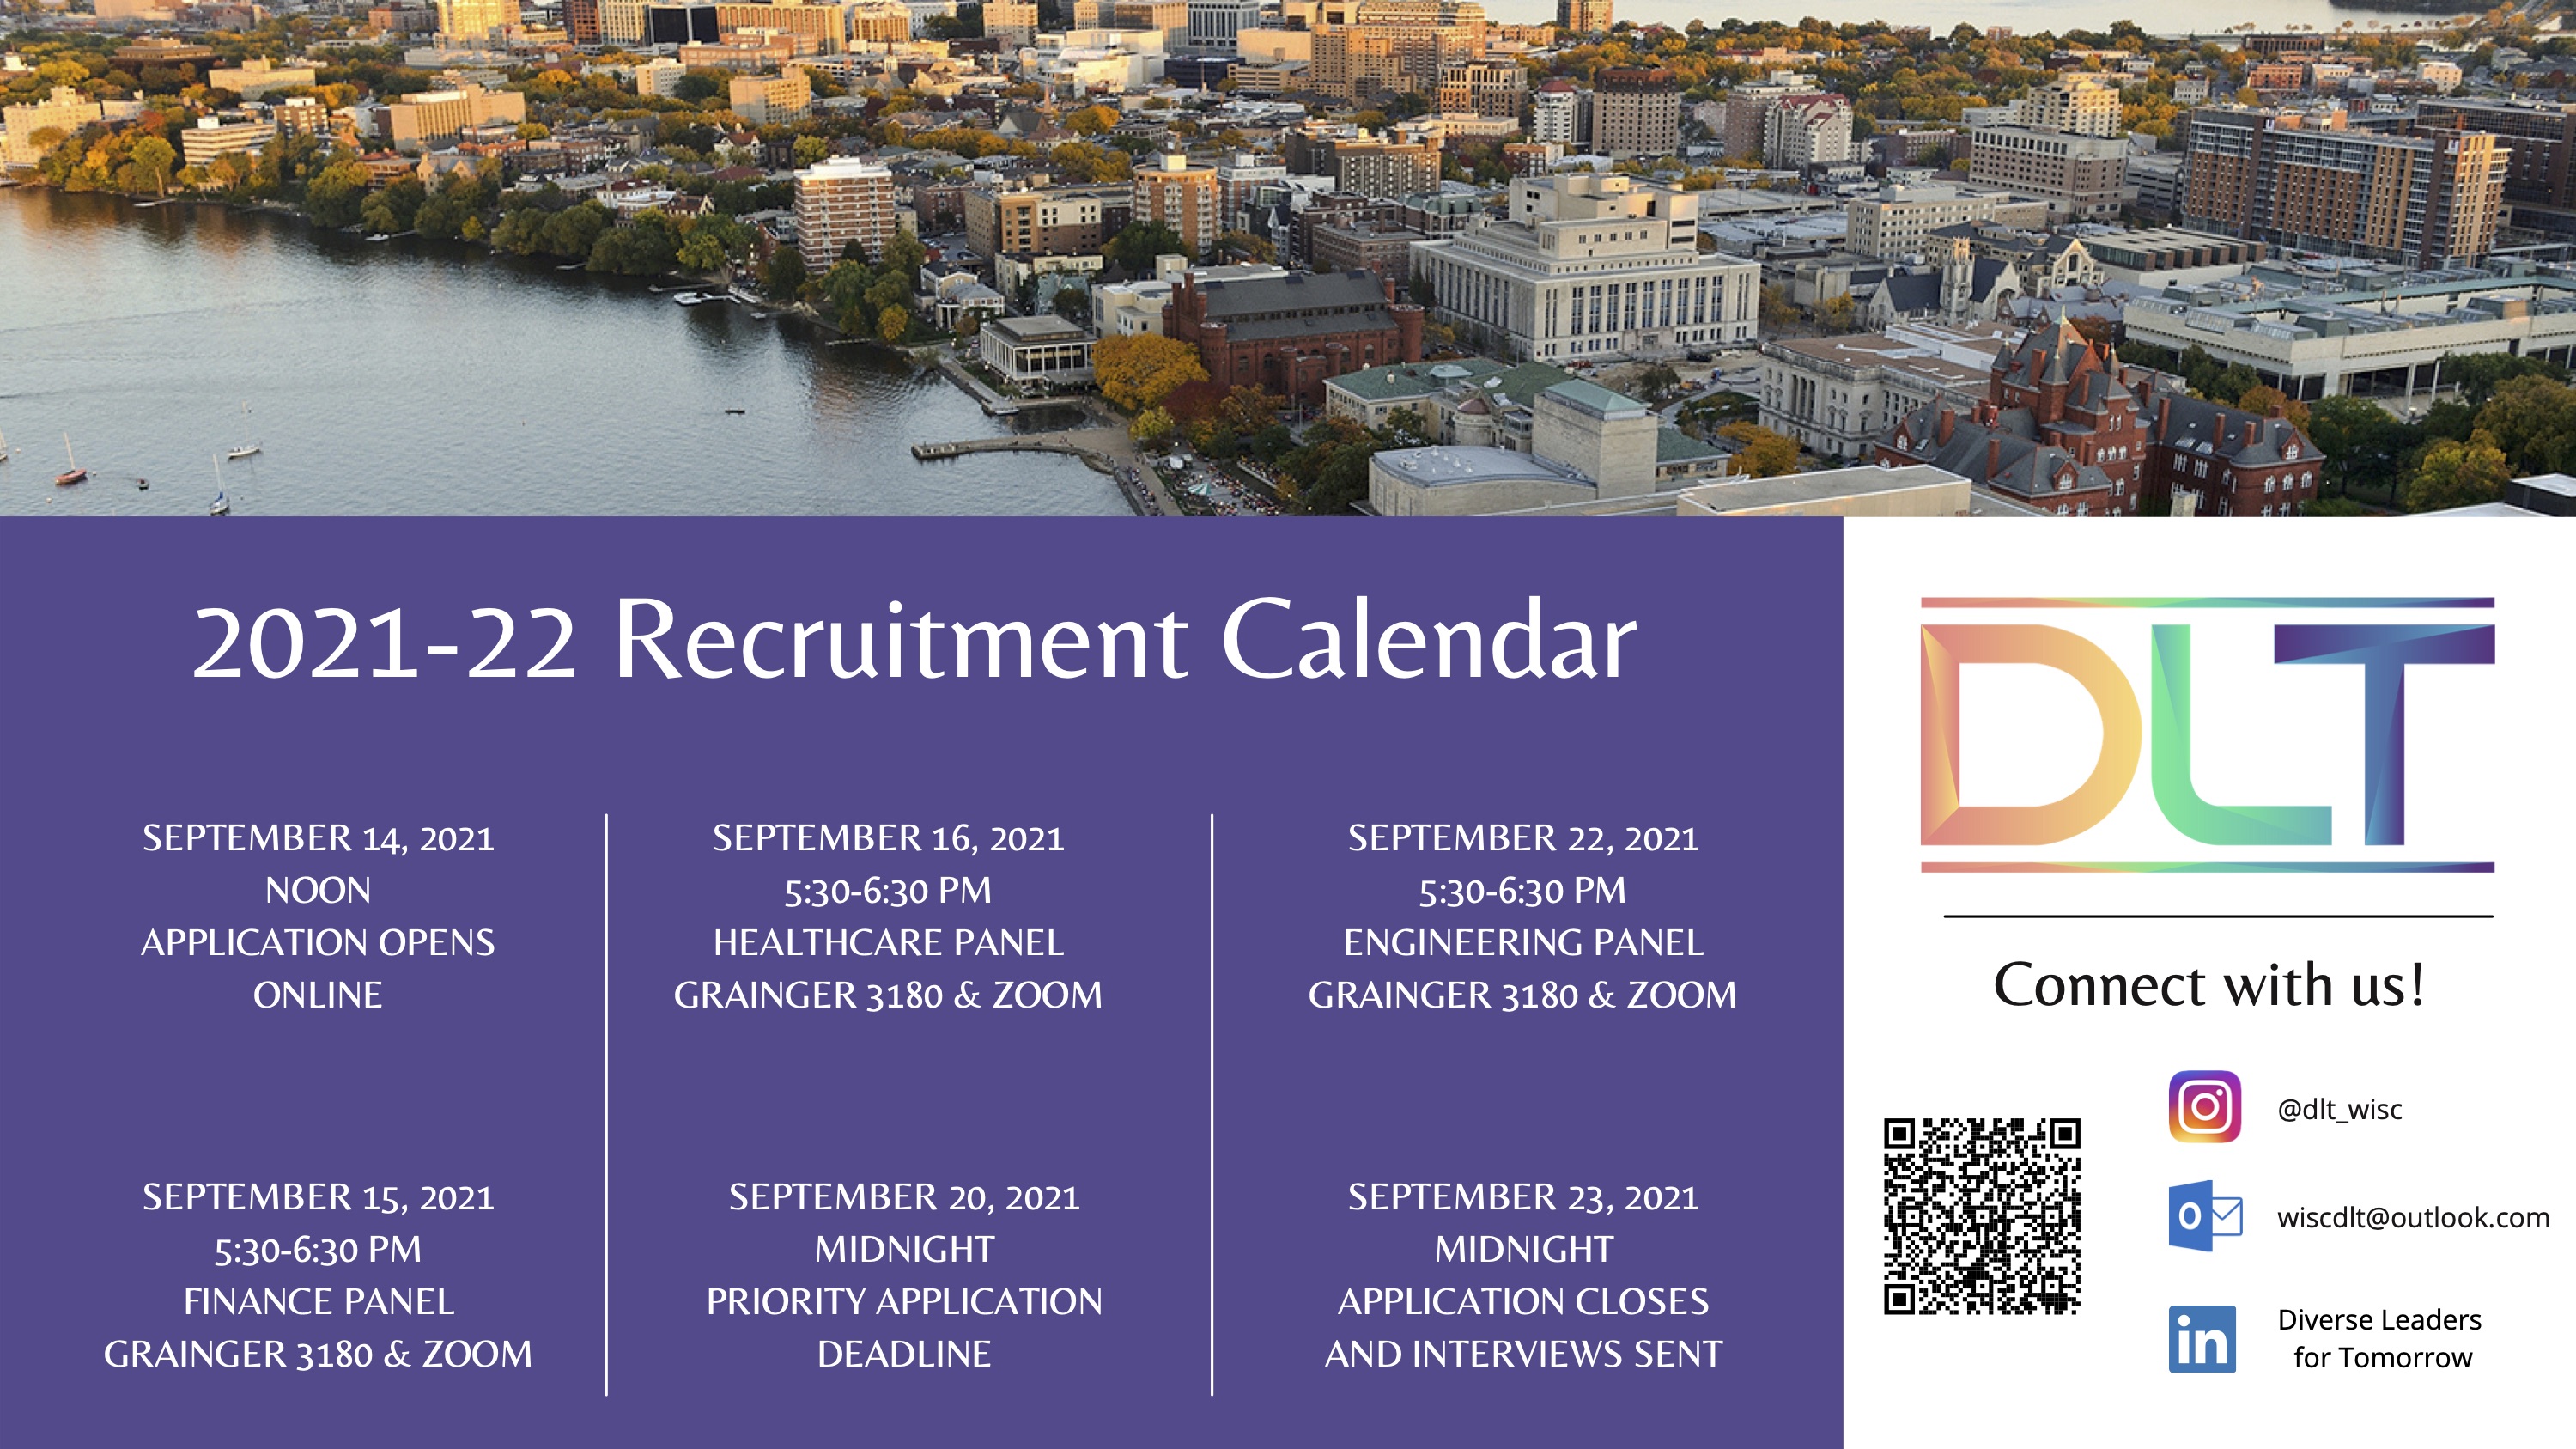 2021-22 Recruitment Calendar
SEPTEMBER 14, 2021
NOON
APPLICATION OPENS
ONLINE
SEPTEMBER 15, 2021
5:30-6:30 PM
FINANCE PANEL
GRAINGER 3180 & ZOOM
SEPTEMBER 16, 2021
5:30-6:30 PM
HEALTHCARE PANEL
GRAINGER 3180 & ZOOM
SEPTEMBER 20, 2021
MIDNIGHT
PRIORITY APPLICATION
DEADLINE
SEPTEMBER 22, 2021
5:30-6:30 PM
ENGINEERING PANEL
GRAINGER 3180 & ZOOM
SEPTEMBER 23, 2021
MIDNIGHT
APPLICATION CLOSES
AND INTERVIEWS SENT
DLT
Connect with us!
@dlt_wisc
wiscdlt@outlook.com
Diverse Leaders
for Tomorrow